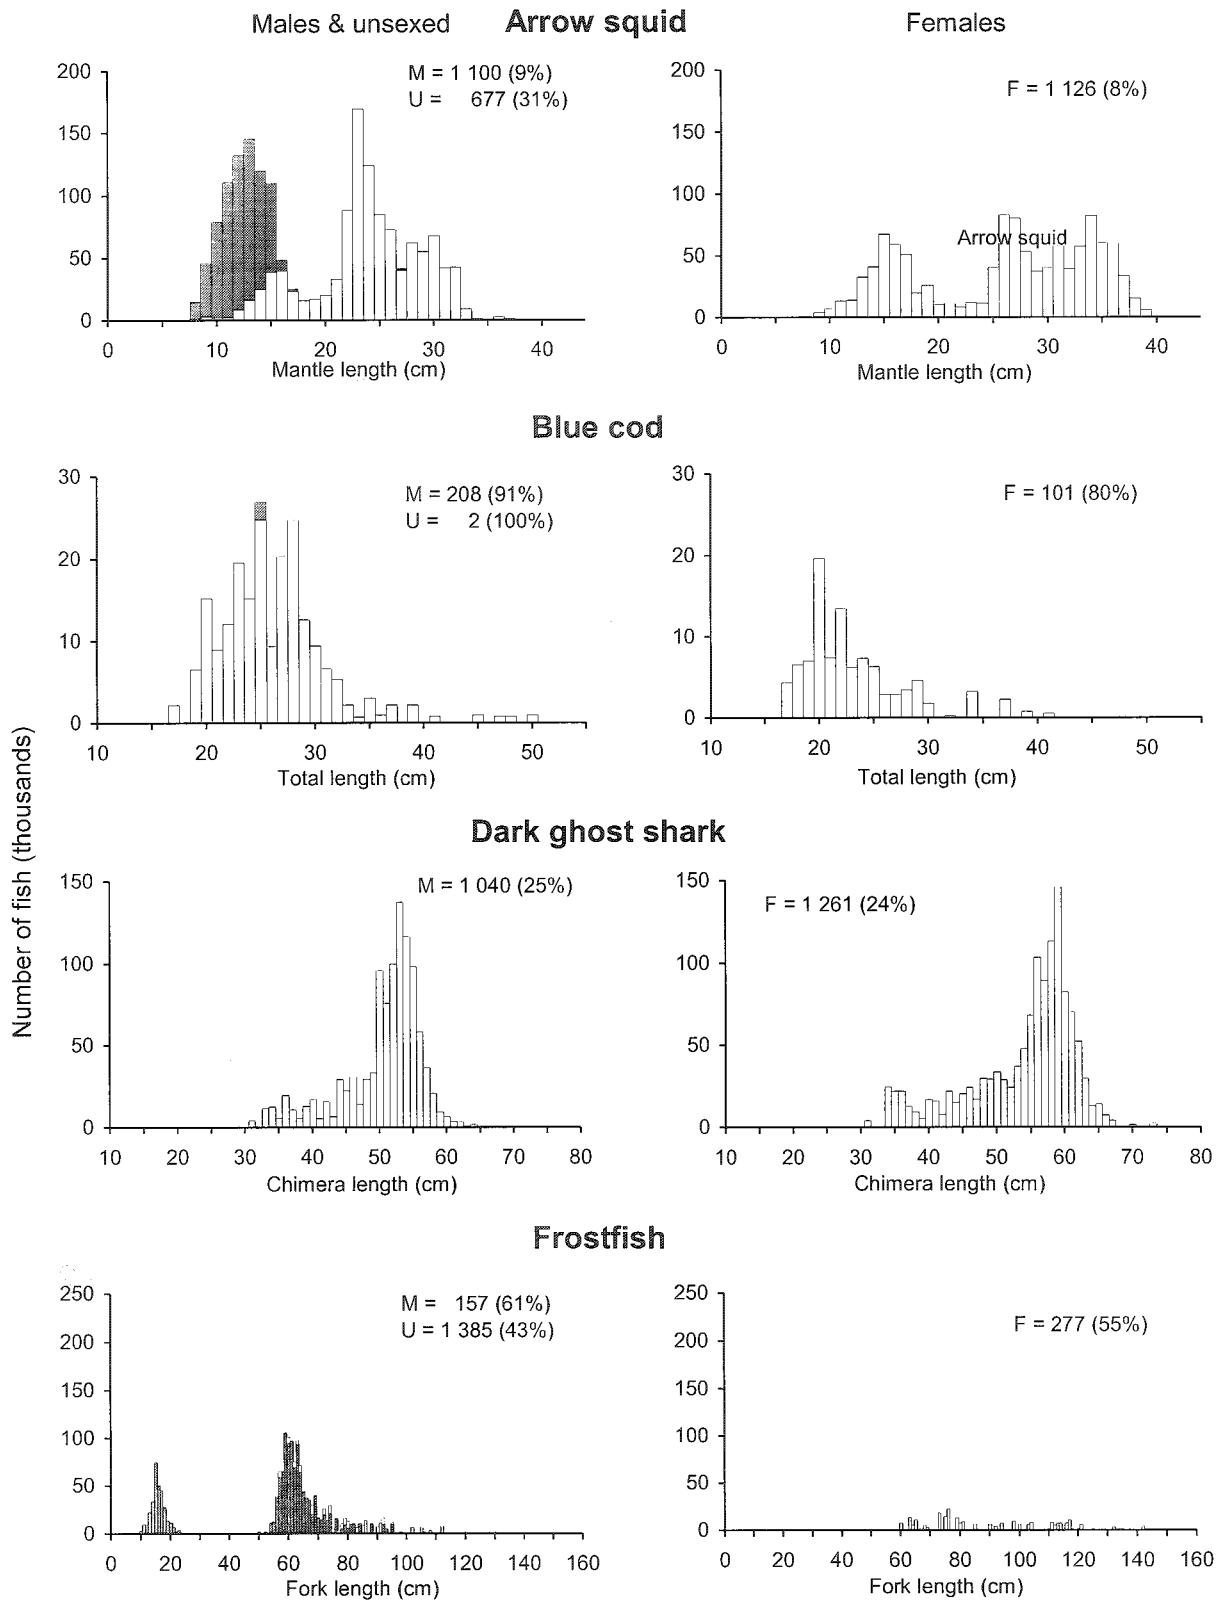 Males & unsexed Arrow squid Females
M = 1 100 (9%)
U = 677 (31%)
200
150
100
50
0
0 10 20 30 40
Mantle length (cm)
F = 1 126 (8%)
Arrow squid
200
150
100
50
0
10 20 30 40
Mantle length (cm)
Blue cod
M = 208 (91%)
U = 2 (100%)
30
20
10
0
10 20 30 40 50
Total length (cm)
F = 101 (80%)
30
20
10
0
10 20 30 40 50
Total length (cm)
Number of fish (thousands)
Dark ghost shark
M = 1 040 (25%)
150
100
50
0
10 20 30 40 50 60 70 80
Chimera length (cm)
F = 1 261 (24%)
150
100
50
0
10 20 30 40 50 60 70 80
Chimera length (cm)
Frostfish
M = 157 (61%)
U = 1 385 (43%)
250
200
150
100
50
0
0 20 40 60 80 100 120 140 160
Fork length (cm)
F = 277 (55%)
250
200
150
100
50
0
0 20 40 60 80 100 120 140 160
Fork length (cm)